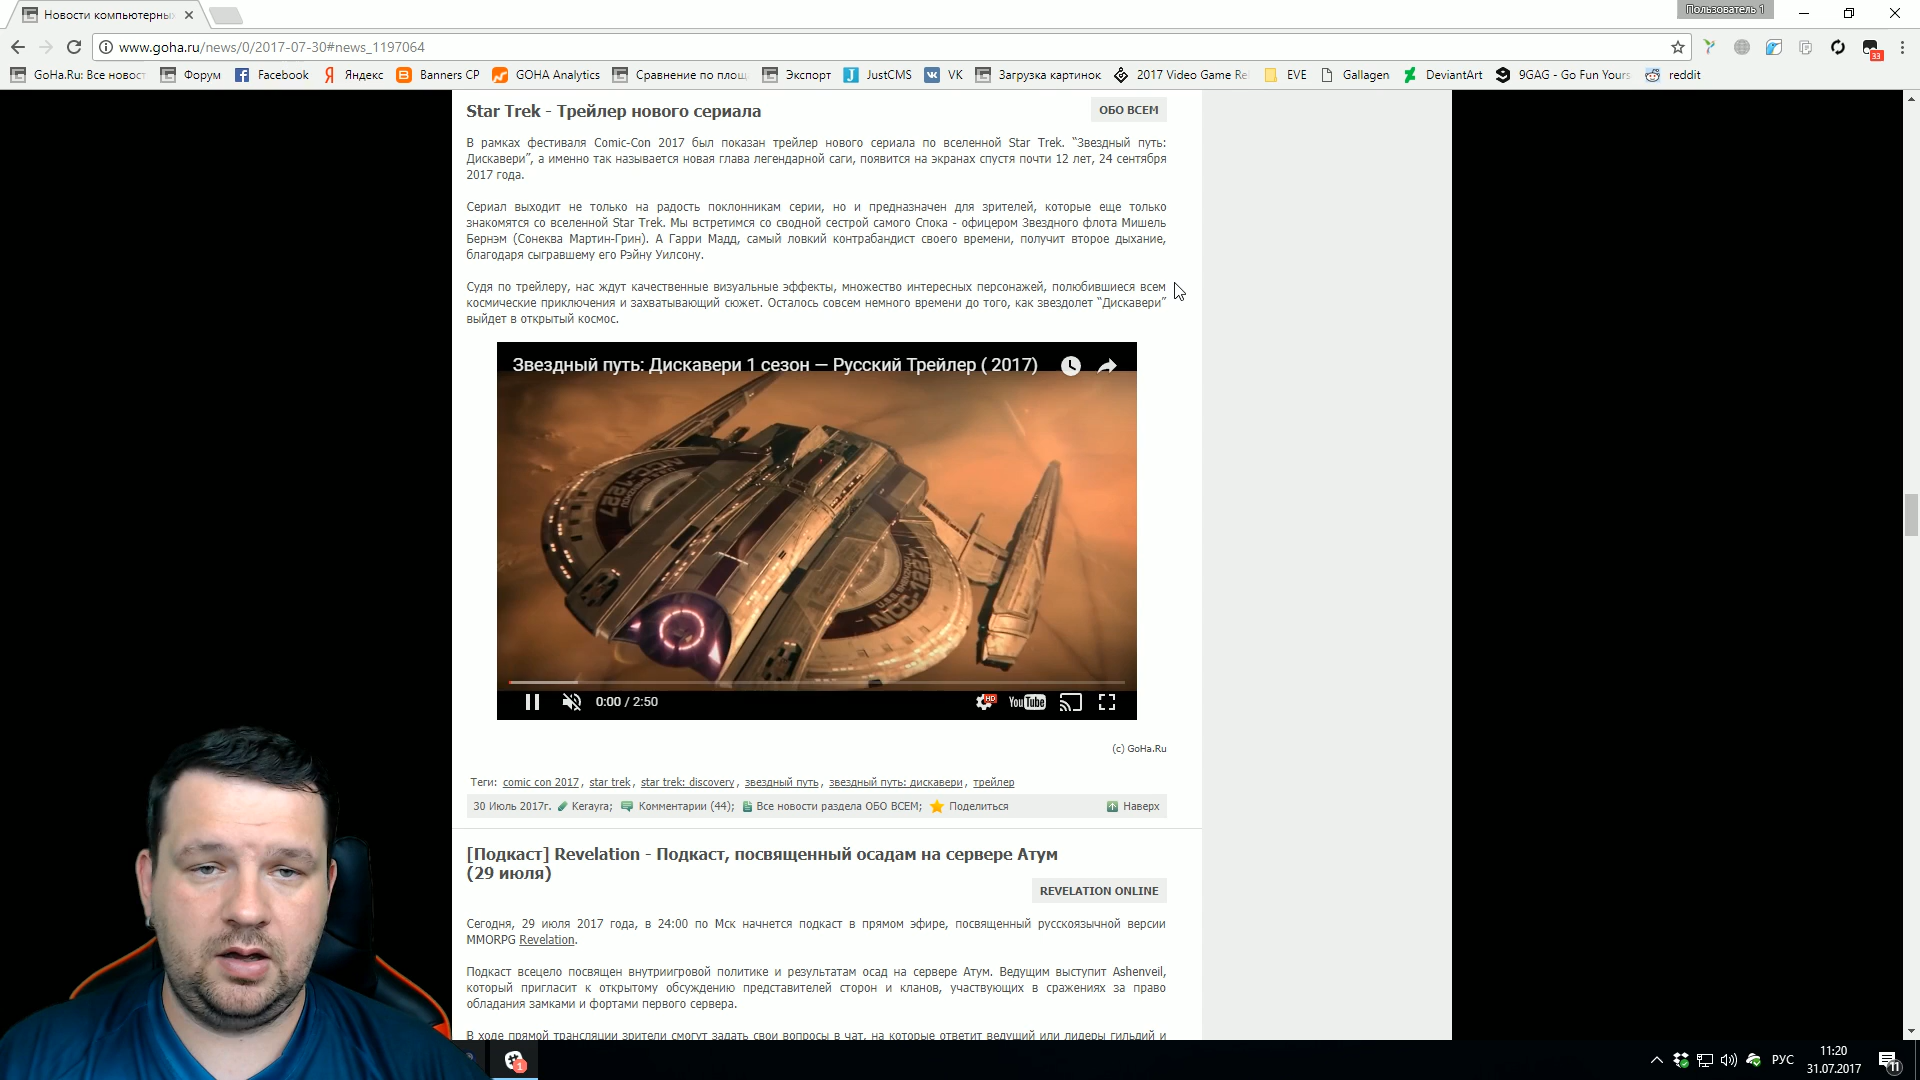 Новости компьютерны
Пользователь 1
www.goha.ru/news/0/2017-07-30#news_1197064
33
GoHa.Ru: Все новост Форум Facebook Яндекс Banners CP GOHA Analytics Сравнение по площ Экспорт JustCMS VK Загрузка картинок 2017 Video Game Re EVE Gallagen DeviantArt 9GAG - Go Fun Yours reddit
Star Trek - Трейлер нового сериала
ОБО ВСЕМ
В рамках фестиваля Comic-Con 2017 был показан трейлер нового сериала по вселенной Star Trek. “Звездный путь:
Дискавери”, а именно так называется новая глава легендарной саги, появится на экранах спустя почти 12 лет, 24 сентября
2017 года.
Сериал выходит не только на радость поклонникам серии, но и предназначен для зрителей, которые еще только
знакомятся со вселенной Star Trek. Мы встретимся со сводной сестрой самого Спока - офицером Звездного флота Мишель
Бернэм (Сонеква Мартин-Грин). А Гарри Мадд, самый ловкий контрабандист своего времени, получит второе дыхание,
благодаря сыгравшему его Рэйну Уилсону.
Судя по трейлеру, нас ждут качественные визуальные эффекты, множество интересных персонажей, полюбившиеся всем
космические приключения и захватывающий сюжет. Осталось совсем немного времени до того, как звездолет “Дискавери”
выйдет в открытый космос.
Звездный путь: Дискавери 1 сезон — Русский Трейлер ( 2017)
NCC-1227
U.S.S. SHENZHOU
NCC-1227
0:00 / 2:50
HD
YouTube
(c) GoHa.Ru
Теги: comic con 2017, star trek, star trek: discovery, звездный путь, звездный путь: дискавери, трейлер
30 Июль 2017г. Kerayra; Комментарии (44); Все новости раздела ОБО ВСЕМ; Поделиться
Наверх
[Подкаст] Revelation - Подкаст, посвященный осадам на сервере Атум
(29 июля)
REVELATION ONLINE
Сегодня, 29 июля 2017 года, в 24:00 по Мск начнется подкаст в прямом эфире, посвященный русскоязычной версии
MMORPG Revelation.
Подкаст всецело посвящен внутриигровой политике и результатам осад на сервере Атум. Ведущим выступит Ashenveil,
который пригласит к открытому обсуждению представителей сторон и кланов, участвующих в сражениях за право
обладания замками и фортами первого сервера.
В ходе прямой трансляции зрители смогут задать свои вопросы в чат, на которые ответит ведущий или лидеры гильдий и
1
РУС
11:20
31.07.2017
11